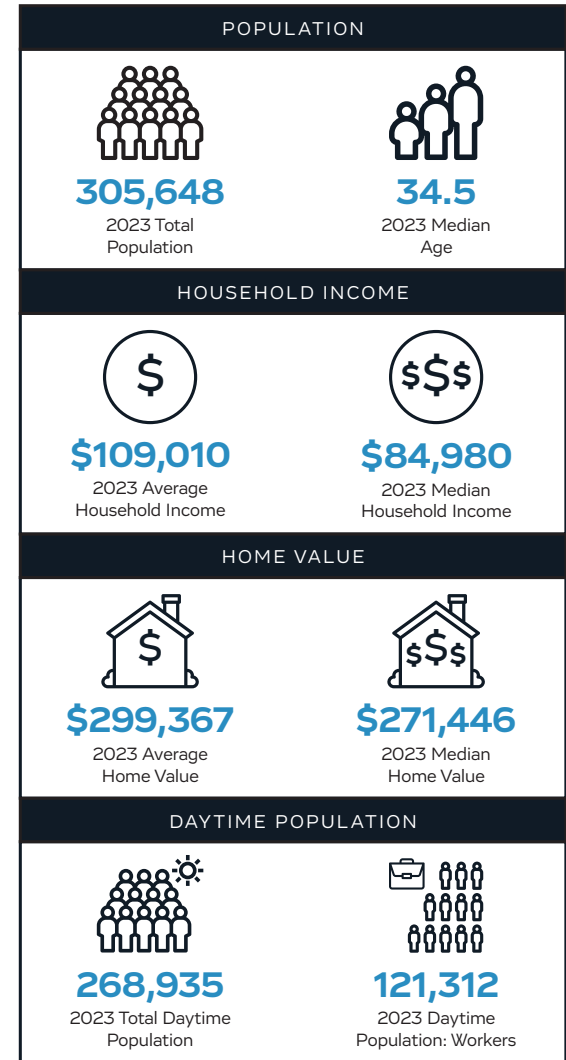 POPULATION
305,648
2023 Total
Population
34.5
2023 Median
Age
HOUSEHOLD INCOME
$
$109,010
2023 Average
Household Income
$$$
$84,980
2023 Median
Household Income
HOME VALUE
$
$299,367
2023 Average
Home Value
$$$
$271,446
2023 Median
Home Value
DAYTIME POPULATION
268,935
2023 Total Daytime
Population
121,312
2023 Daytime
Population: Workers